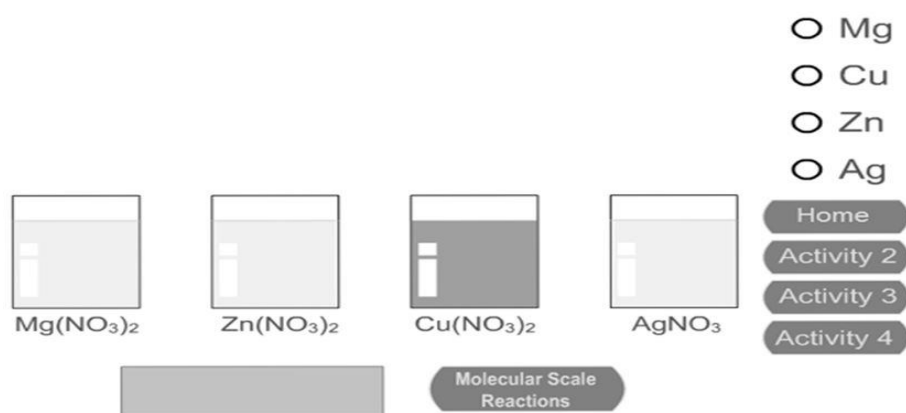 Mg
Cu
Zn
Ag
Home
Activity 2
Activity 3
Activity 4
Mg(NO₃)₂
Zn(NO₃)₂
Cu(NO₃)₂
AgNO₃
Molecular Scale
Reactions